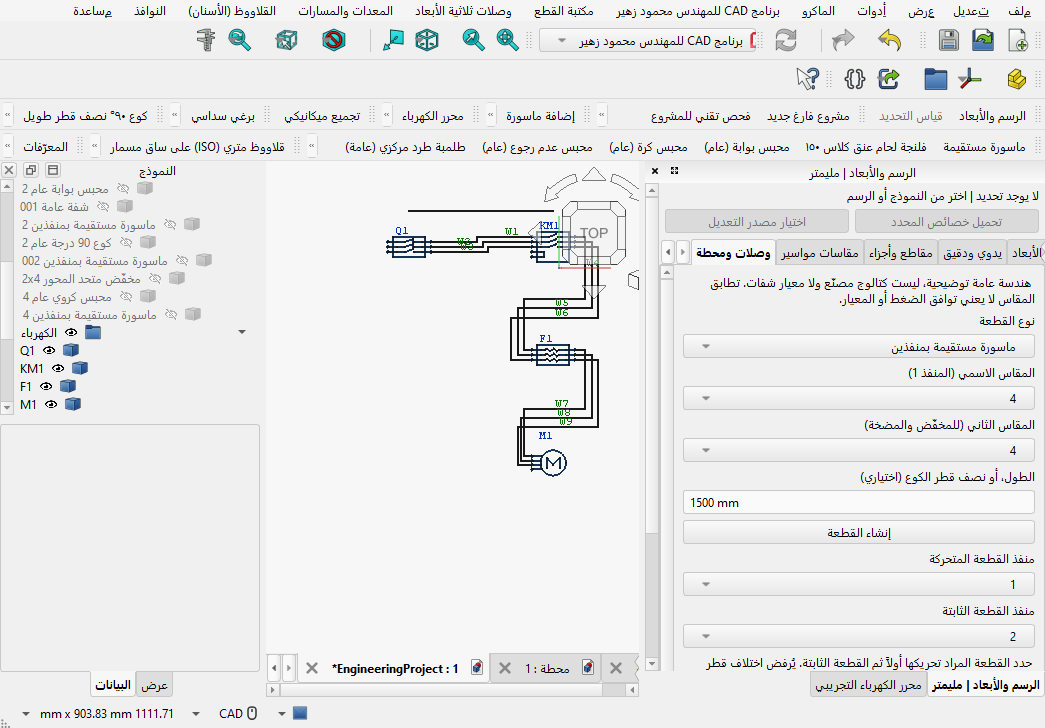 ملف تعديل عرض أدوات الماكرو برنامج CAD للمهندس محمود زهير مكتبة القطع وصلات ثلاثية الأبعاد المعدات والمسارات القلاووظ (الأسنان) النوافذ مساعدة
برنامج CAD للمهندس محمود زهير
الرسم والأبعاد قياس التحديد مشروع فارغ جديد فحص تقني للمشروع « إضافة ماسورة « محرر الكهرباء « تجميع ميكانيكي برغي سداسي « كوع ٩٠° نصف قطر طويل «
ماسورة مستقيمة فلنجة لحام عنق كلاس ١٥٠ محبس بوابة (عام) محبس كرة (عام) محبس عدم رجوع (عام) طلمبة طرد مركزي (عامة) « قلاووظ متري (ISO) على ساق مسمار « المعرّفات «
الرسم والأبعاد | مليمتر
لا يوجد تحديد | اختر من النموذج أو الرسم
تحميل خصائص المحدد
اختيار مصدر التعديل
الأبعاد
يدوي ودقيق
مقاطع وأجزاء
مقاسات مواسير
وصلات ومحطة
هندسة عامة توضيحية، ليست كتالوج مصنّع ولا معيار شفات. تطابق
المقاس لا يعني توافق الضغط أو المعيار.
نوع القطعة
ماسورة مستقيمة بمنفذين
المقاس الاسمي (المنفذ 1)
4
المقاس الثاني (للمخفّض والمضخة)
4
الطول، أو نصف قطر الكوع (اختياري)
1500 mm
إنشاء القطعة
منفذ القطعة المتحركة
1
منفذ القطعة الثابتة
2
حدد القطعة المراد تحريكها أولاً ثم القطعة الثابتة. يُرفض اختلاف قطر
الرسم والأبعاد | مليمتر
محرر الكهرباء التجريبي
TOP
Q1
W1
W2
W3
KM1
W5
W6
F1
W7
W8
W9
M1
M
محطة : 1
EngineeringProject : 1*
النموذج
محبس بوابة عام 2
شفة عامة 001
ماسورة مستقيمة بمنفذين 2
كوع 90 درجة عام 2
ماسورة مستقيمة بمنفذين 002
مخفّض متحد المحور 4x2
محبس كروي عام 4
ماسورة مستقيمة بمنفذين 4
الكهرباء
Q1
KM1
F1
M1
عرض
البيانات
CAD
1111.71 mm x 903.83 mm